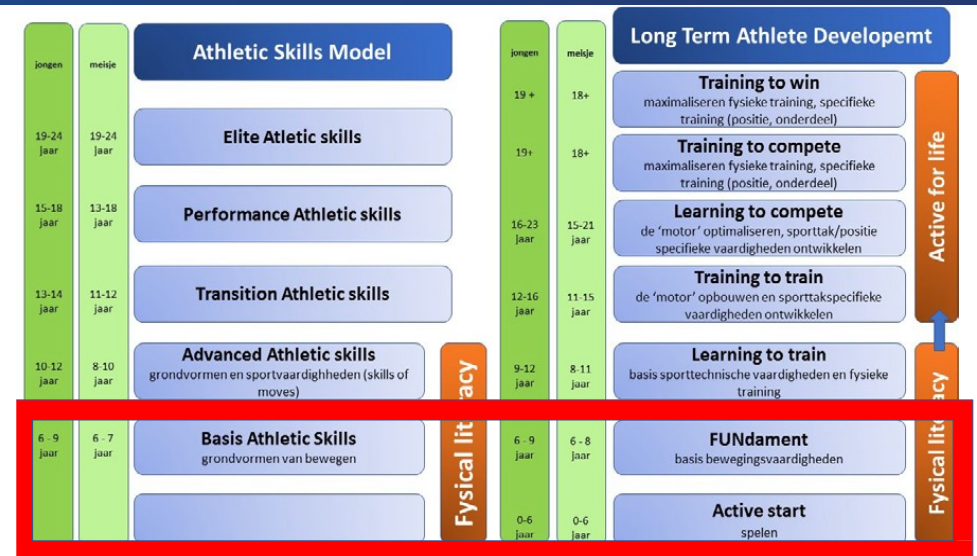 Athletic Skills Model
jongen
meisje
19-24
jaar
19-24
jaar
Elite Atletic skills
15-18
jaar
13-18
jaar
Performance Athletic skills
13-14
jaar
11-12
jaar
Transition Athletic skills
10-12
jaar
8-10
jaar
Advanced Athletic skills
grondvormen en sportvaardighheden (skills of
moves)
6 - 9
jaar
6 - 7
jaar
Basis Athletic Skills
grondvormen van bewegen
Fysical lit
acy
Long Term Athlete Developemt
jongen
meisje
19 +
18+
Training to win
maximaliseren fysieke training, specifieke
training (positie, onderdeel)
19+
18+
Training to compete
maximaliseren fysieke training, specifieke
training (positie, onderdeel)
16-23
jaar
15-21
jaar
Learning to compete
de 'motor' optimaliseren, sporttak/positie
specifieke vaardigheden ontwikkelen
12-16
jaar
11-15
jaar
Training to train
de 'motor' opbouwen en sporttakspecifieke
vaardigheden ontwikkelen
Active for life
9-12
jaar
8-11
jaar
Learning to train
basis sporttechnische vaardigheden en fysieke
training
6 - 9
jaar
6 - 8
jaar
FUNdament
basis bewegingsvaardigheden
0-6
jaar
0-6
jaar
Active start
spelen
Fysical lit
acy